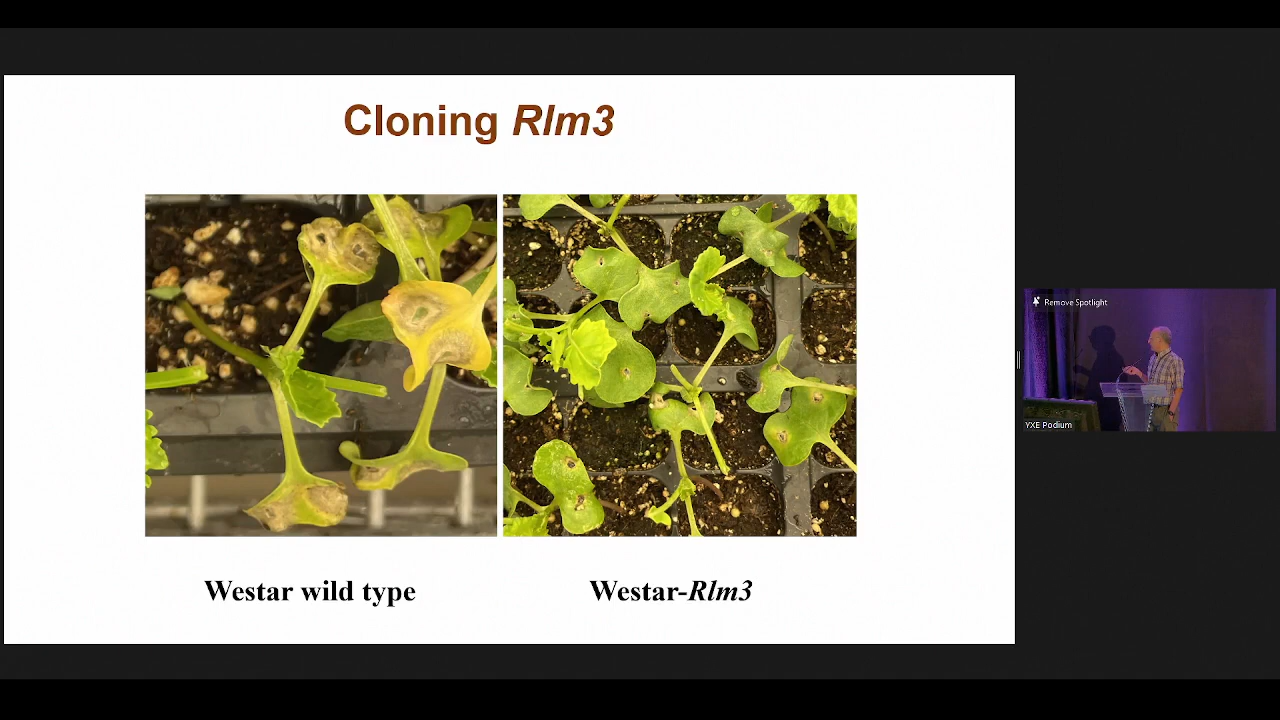 Cloning Rlm3
Remove Spotlight
YXE Podium
Westar wild type
Westar-Rlm3